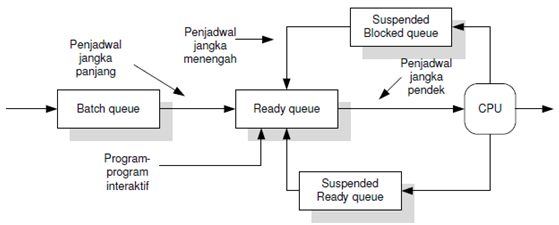 Suspended
Blocked queue
Penjadwal
jangka
menengah
Penjadwal
jangka
panjang
Penjadwal
jangka
pendek
Batch queue
Ready queue
CPU
Program-
program
interaktif
Suspended
Ready queue